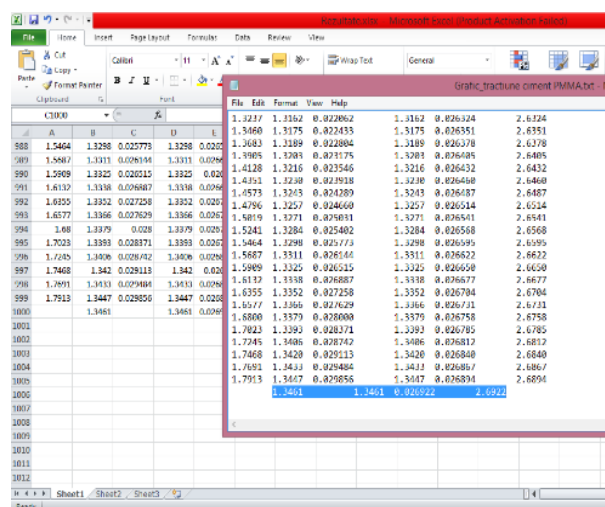 Rezultate.xlsx - Microsoft Excel (Product Activation Failed)
File Home Insert Page Layout Formulas Data Review View
Cut
Copy
Format Painter
Paste
Clipboard
Calibri 11
B I U
Font
Wrap Text
General
C1000 fx
A B C D E
988 1.5464 1.3298 0.025773 1.3298
989 1.5687 1.3311 0.026144 1.3311
990 1.5909 1.3325 0.026515 1.3325
991 1.6132 1.3338 0.026887 1.3338
992 1.6355 1.3352 0.027258 1.3352
993 1.6577 1.3366 0.027629 1.3366
994 1.68 1.3379 0.028 1.3379
995 1.7023 1.3393 0.028371 1.3393
996 1.7245 1.3406 0.028742 1.3406
997 1.7468 1.342 0.029113 1.342
998 1.7691 1.3433 0.029484 1.3433
999 1.7913 1.3447 0.029856 1.3447
1000 1.3461 1.3461
1001
1002
1003
1004
1005
1006
1007
1008
1009
1010
1011
1012
Sheet1 Sheet2 Sheet3
Ready
Grafic_tractiune ciment PMMA.txt -
File Edit Format View Help
1.3237 1.3162 0.022062 1.3162 0.026324 2.6324
1.3460 1.3175 0.022433 1.3175 0.026351 2.6351
1.3683 1.3189 0.022804 1.3189 0.026378 2.6378
1.3905 1.3203 0.023175 1.3203 0.026405 2.6405
1.4128 1.3216 0.023546 1.3216 0.026432 2.6432
1.4351 1.3230 0.023918 1.3230 0.026460 2.6460
1.4573 1.3243 0.024289 1.3243 0.026487 2.6487
1.4796 1.3257 0.024660 1.3257 0.026514 2.6514
1.5019 1.3271 0.025031 1.3271 0.026541 2.6541
1.5241 1.3284 0.025402 1.3284 0.026568 2.6568
1.5464 1.3298 0.025773 1.3298 0.026595 2.6595
1.5687 1.3311 0.026144 1.3311 0.026622 2.6622
1.5909 1.3325 0.026515 1.3325 0.026650 2.6650
1.6132 1.3338 0.026887 1.3338 0.026677 2.6677
1.6355 1.3352 0.027258 1.3352 0.026704 2.6704
1.6577 1.3366 0.027629 1.3366 0.026731 2.6731
1.6800 1.3379 0.028000 1.3379 0.026758 2.6758
1.7023 1.3393 0.028371 1.3393 0.026785 2.6785
1.7245 1.3406 0.028742 1.3406 0.026812 2.6812
1.7468 1.3420 0.029113 1.3420 0.026840 2.6840
1.7691 1.3433 0.029484 1.3433 0.026867 2.6867
1.7913 1.3447 0.029856 1.3447 0.026894 2.6894
1.3461 1.3461 0.026922 2.6922